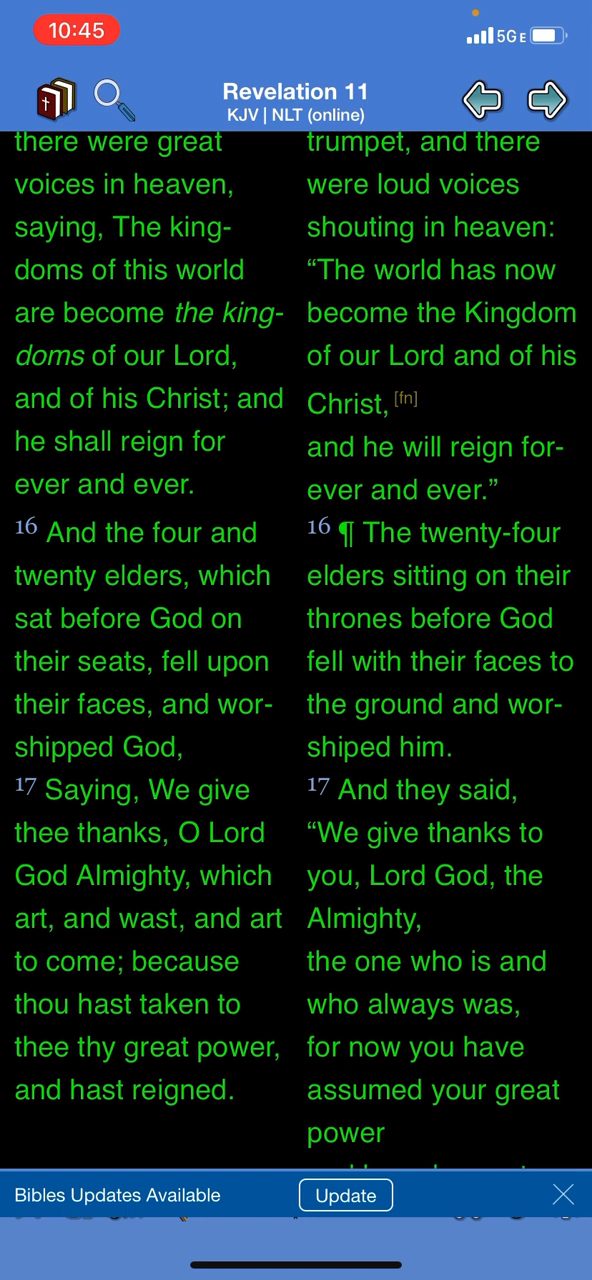 10:45
5GE
Revelation 11
KJV | NLT (online)
there were great
voices in heaven,
saying, The king-
doms of this world
are become the king-
doms of our Lord,
and of his Christ; and
he shall reign for
ever and ever.
16 And the four and
twenty elders, which
sat before God on
their seats, fell upon
their faces, and wor-
shipped God,
17 Saying, We give
thee thanks, O Lord
God Almighty, which
art, and wast, and art
to come; because
thou hast taken to
thee thy great power,
and hast reigned.
trumpet, and there
were loud voices
shouting in heaven:
“The world has now
become the Kingdom
of our Lord and of his
Christ, [fn]
and he will reign for-
ever and ever.”
16 ¶ The twenty-four
elders sitting on their
thrones before God
fell with their faces to
the ground and wor-
shiped him.
17 And they said,
“We give thanks to
you, Lord God, the
Almighty,
the one who is and
who always was,
for now you have
assumed your great
power
Bibles Updates Available
Update